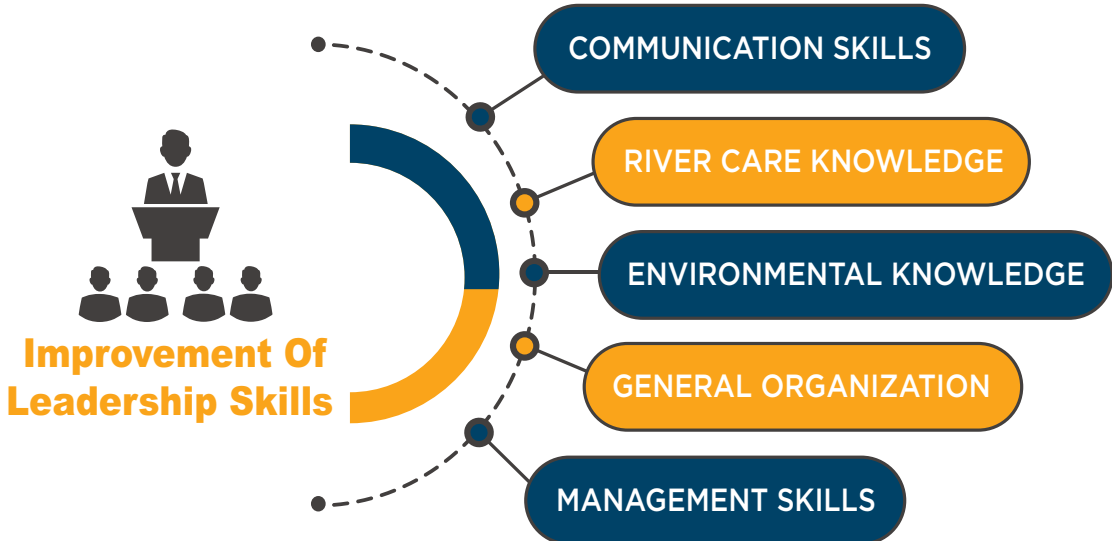 COMMUNICATION SKILLS
RIVER CARE KNOWLEDGE
ENVIRONMENTAL KNOWLEDGE
Improvement Of
Leadership Skills
GENERAL ORGANIZATION
MANAGEMENT SKILLS